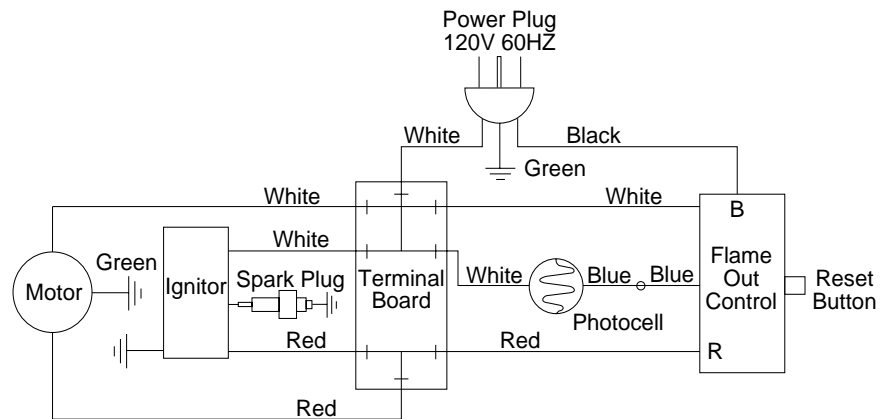 Power Plug
120V 60HZ
White
Black
Green
White
White
B
White
Green
Ignitor
Spark Plug
Terminal
Board
White
Blue
Blue
Flame
Out
Control
Motor
Photocell
Reset
Button
Red
Red
R
Red